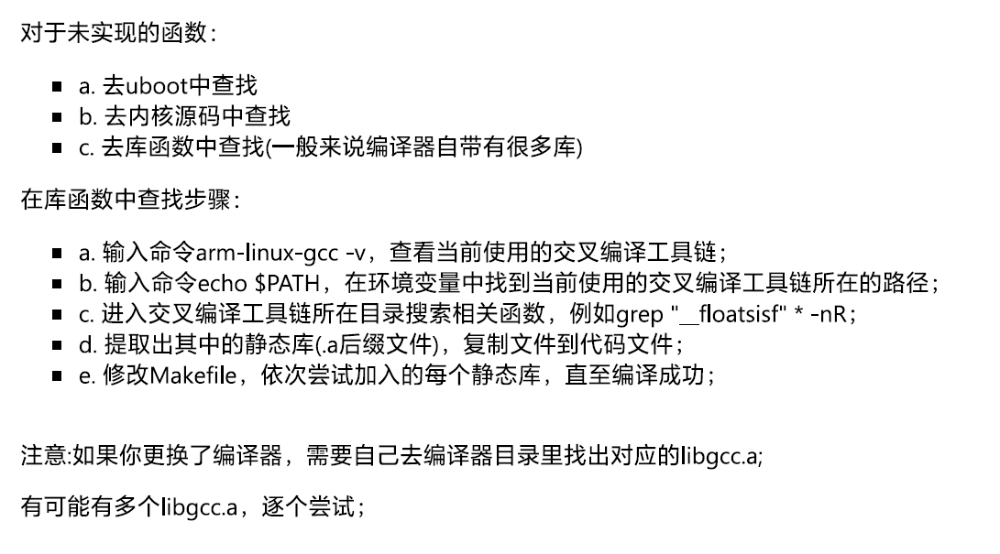 对于未实现的函数：
a. 去uboot中查找
b. 去内核源码中查找
c. 去库函数中查找(一般来说编译器自带有很多库)
在库函数中查找步骤：
a. 输入命令arm-linux-gcc -v，查看当前使用的交叉编译工具链；
b. 输入命令echo $PATH，在环境变量中找到当前使用的交叉编译工具链所在的路径；
c. 进入交叉编译工具链所在目录搜索相关函数，例如grep "__floatsisf" * -nR；
d. 提取出其中的静态库(.a后缀文件)，复制文件到代码文件；
e. 修改Makefile，依次尝试加入的每个静态库，直至编译成功；
注意:如果你更换了编译器，需要自己去编译器目录里找出对应的libgcc.a;
有可能有多个libgcc.a，逐个尝试；